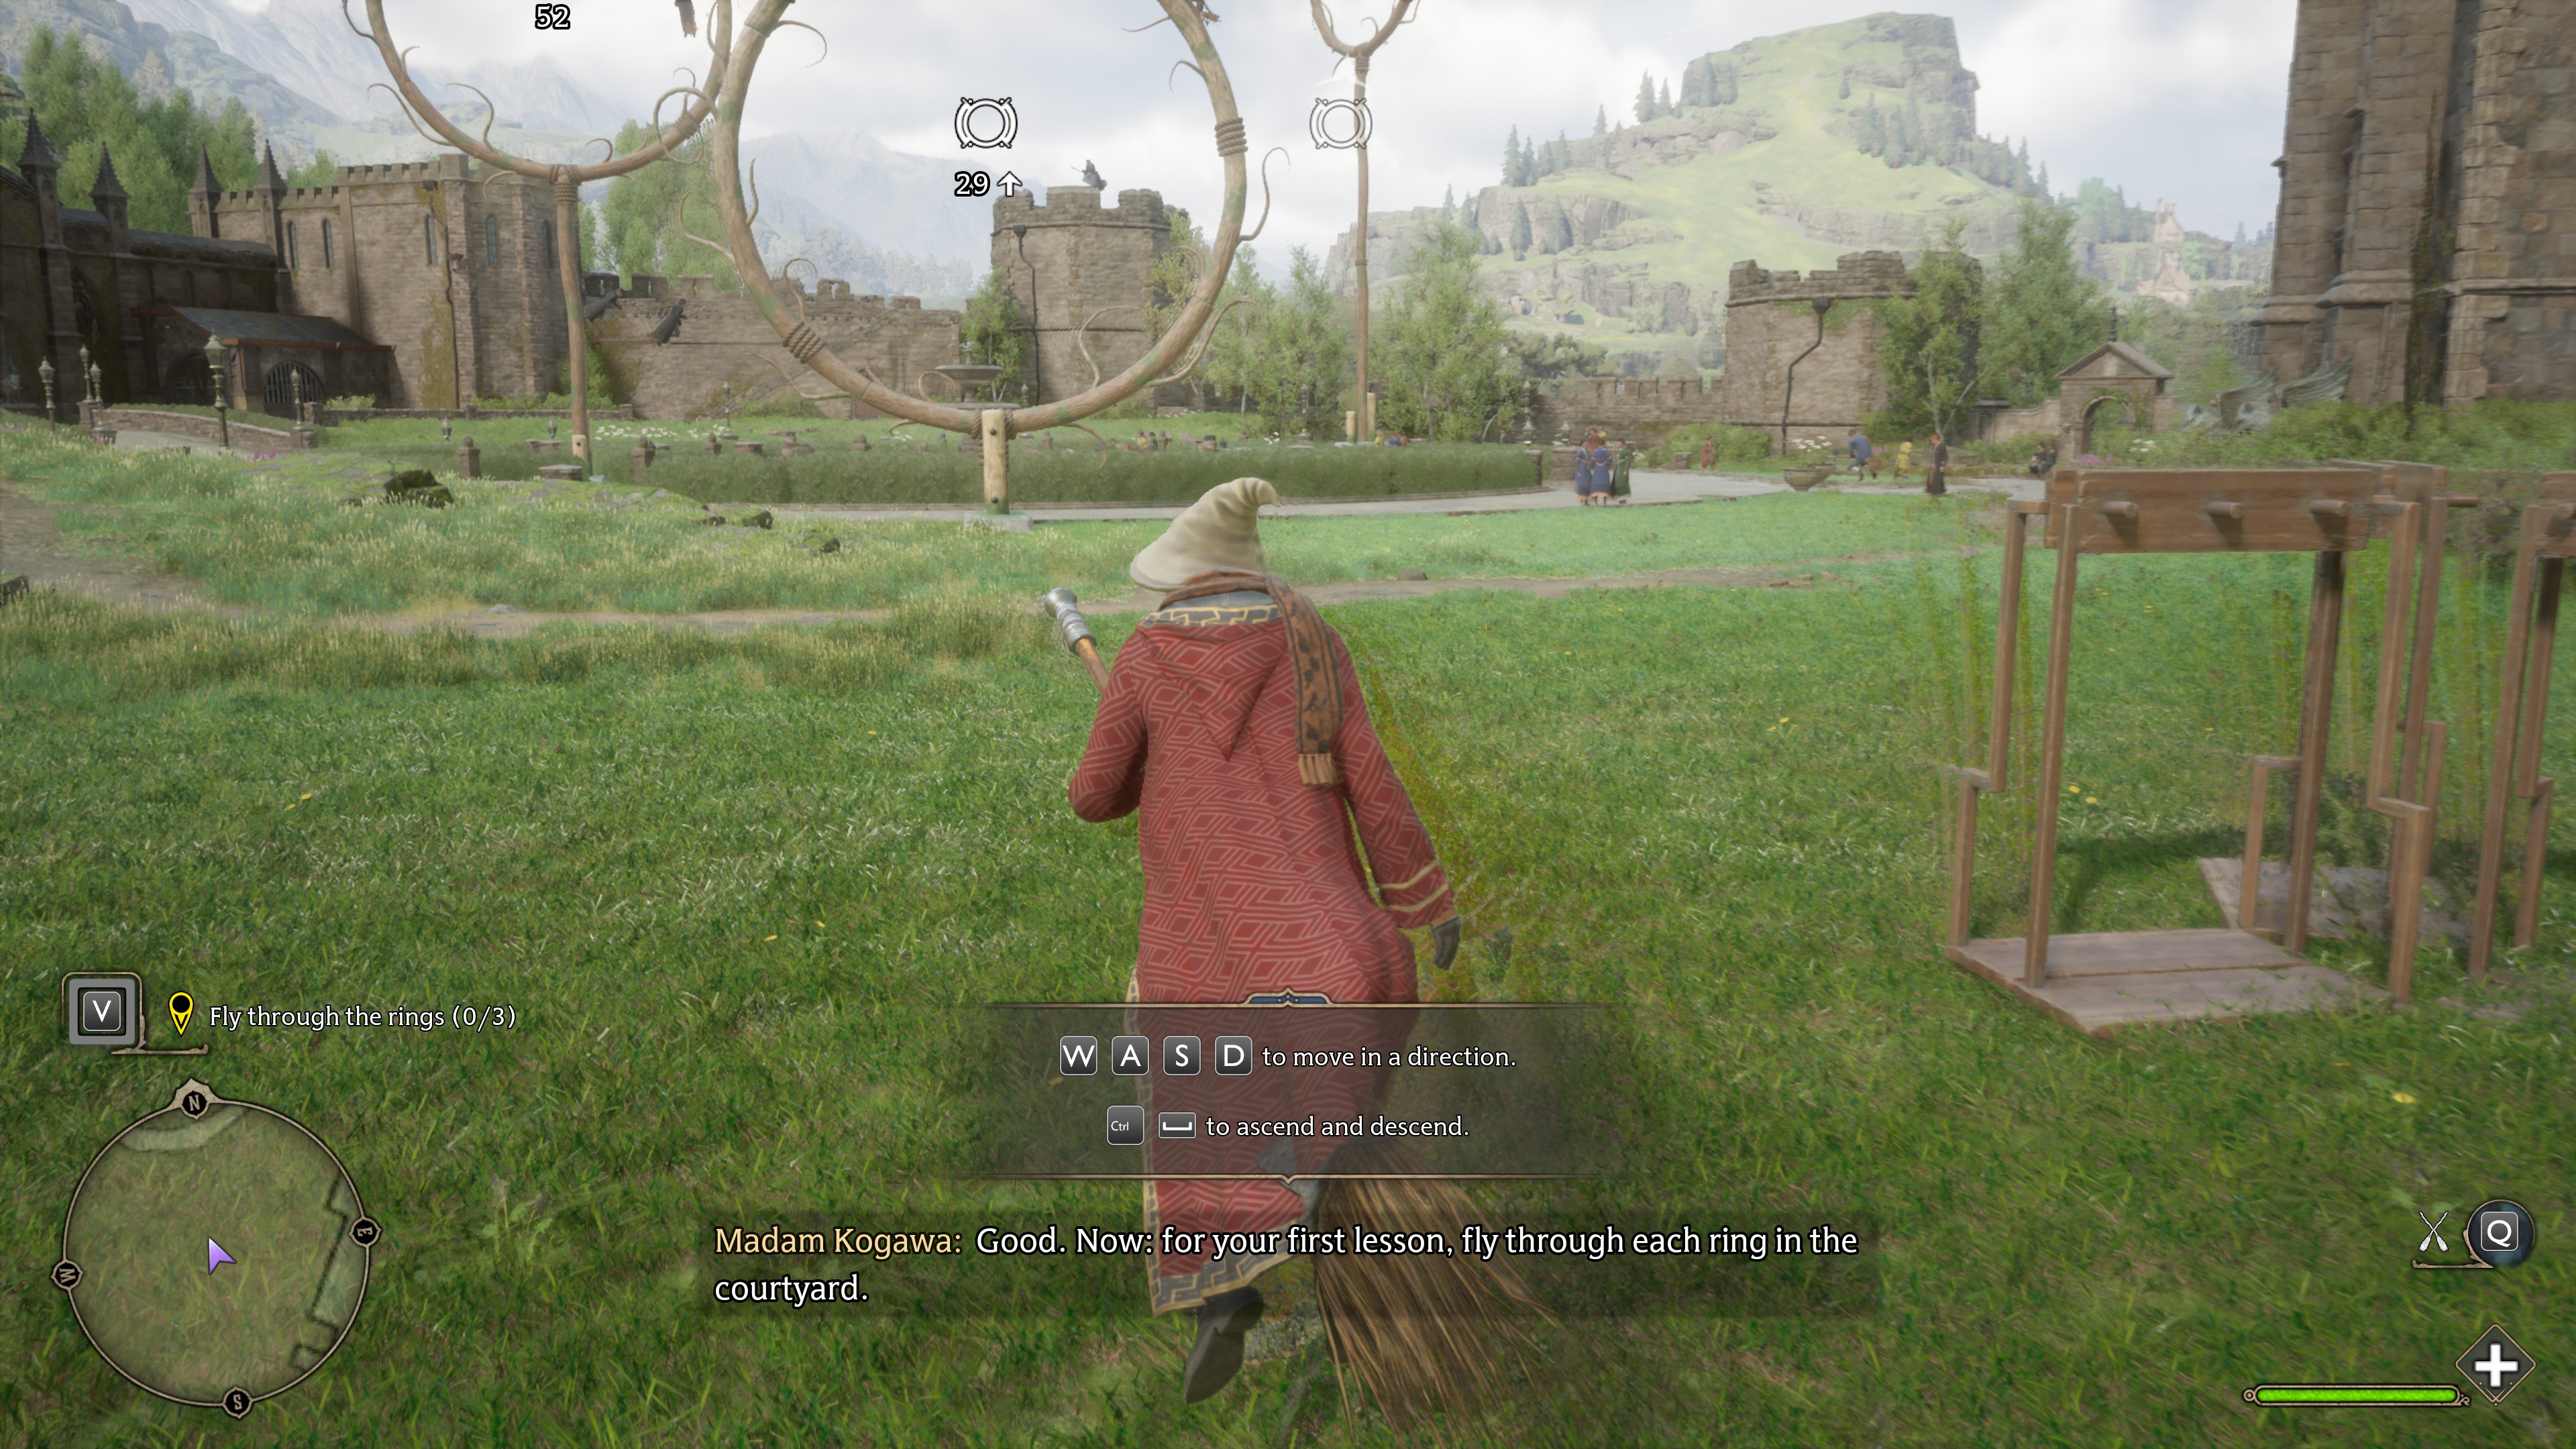 52
29
V Fly through the rings (0/3)
W A S D to move in a direction.
Ctrl to ascend and descend.
N
E
W
S
Madam Kogawa: Good. Now: for your first lesson, fly through each ring in the
courtyard.
Q